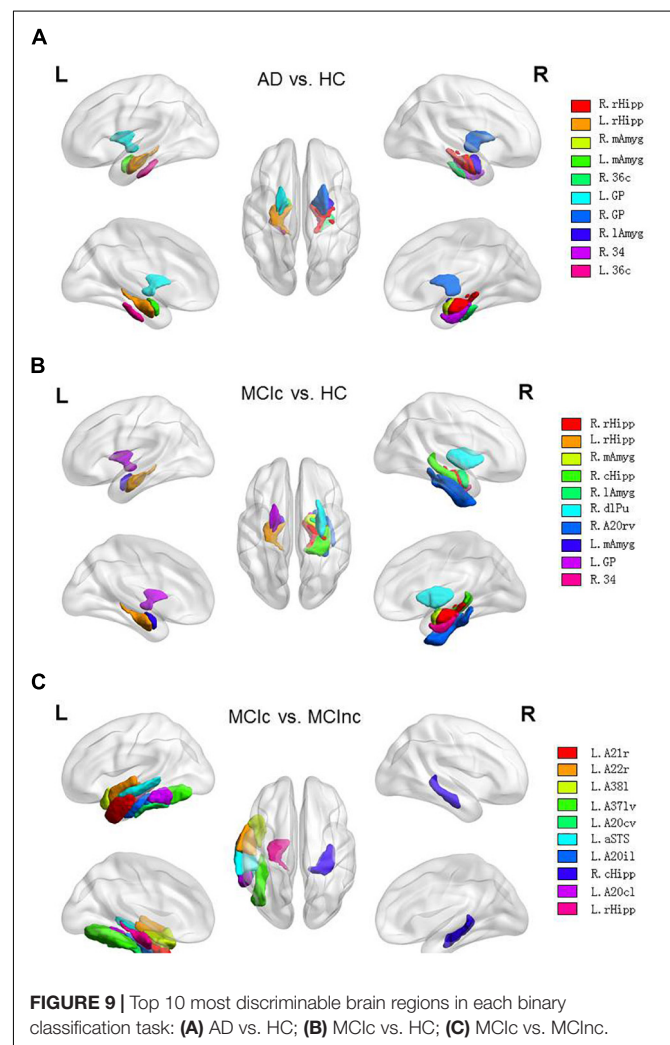 A
L
AD vs. HC
R
R.rHipp
L.rHipp
R.mAmyg
L.mAmyg
R.36c
L.GP
R.GP
R.lAmyg
R.34
L.36c
B
L
MCIc vs. HC
R
R.rHipp
L.rHipp
R.mAmyg
R.cHipp
R.lAmyg
R.dlPu
R.A20rv
L.mAmyg
L.GP
R.34
C
L
MCIc vs. MCInc
R
L.A21r
L.A22r
L.A38l
L.A37lv
L.A20cv
L.aSTS
L.A20il
R.cHipp
L.A20cl
L.rHipp
FIGURE 9 | Top 10 most discriminable brain regions in each binary
classification task: (A) AD vs. HC; (B) MCIc vs. HC; (C) MCIc vs. MCInc.